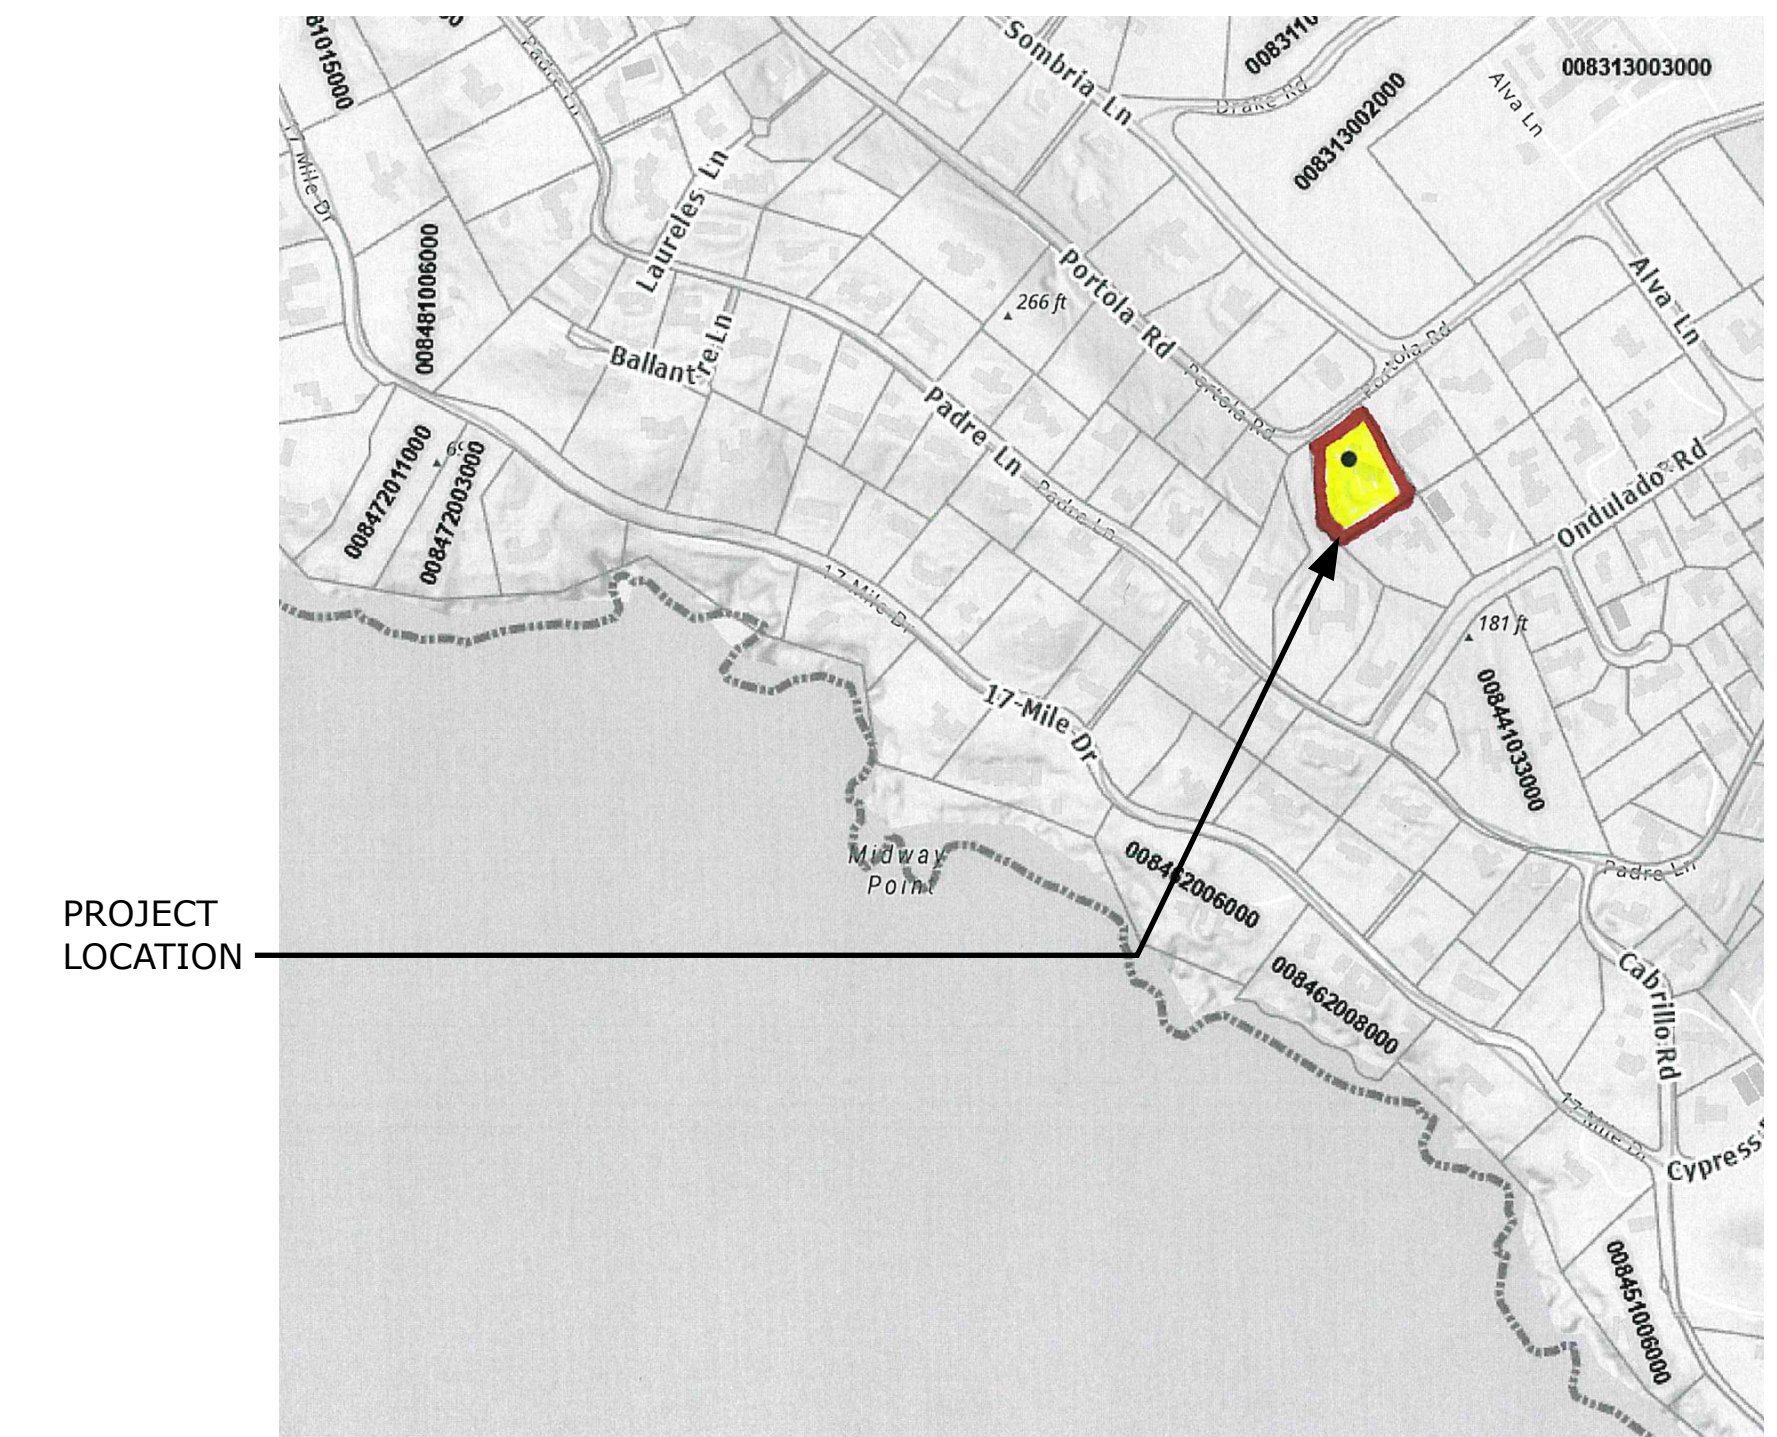 Sombria Ln
0083110
008313003000
Padre Ln
81015000
Drake Rd
008313002000
Alva Ln
17 Mile Dr
Laureles Ln
008481006000
Portola Rd
266 ft
Alva Ln
Ballant
re Ln
Portola Rd
Portola Rd
Padre Ln
Ondulado Rd
008472011000
008472003000
Padre Ln
17 Mile Dr
181 ft
17-Mile Dr
008441033000
Midway
Point
008462006000
Padre Ln
PROJECT
LOCATION
008462008000
Cabrillo Rd
17 Mile Dr
Cypress
008451006000